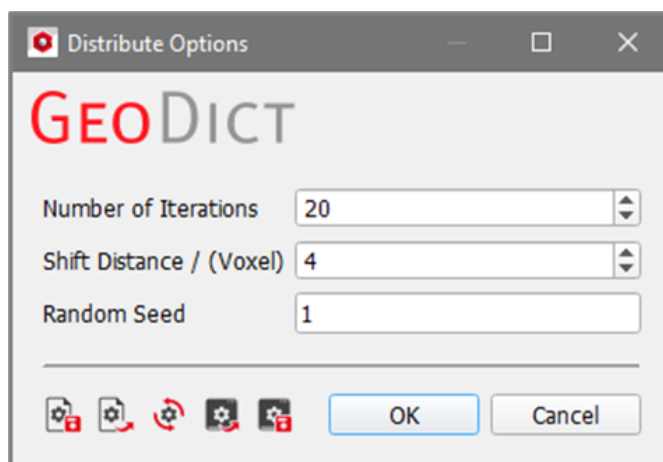 Distribute Options
GEODICT
Number of Iterations 20
Shift Distance / (Voxel) 4
Random Seed 1
OK Cancel